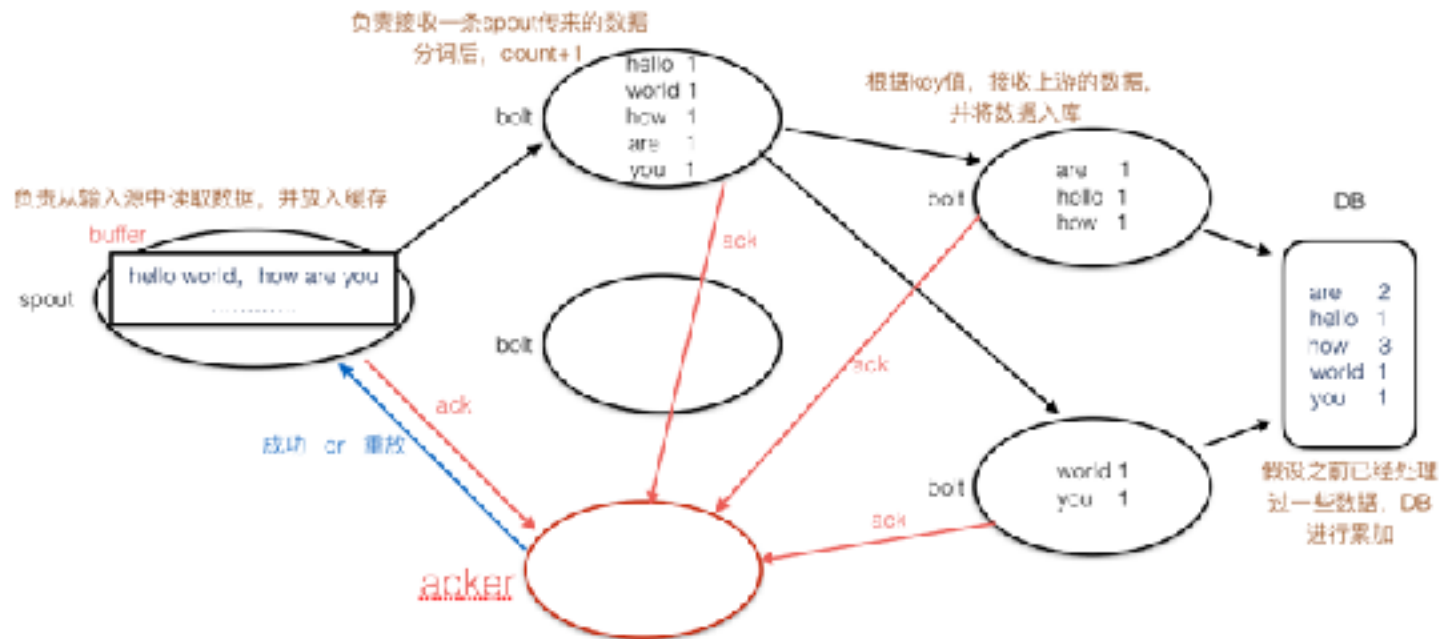 负责接收一条spout传来的数据
分词后，count+1
bolt
hello 1
world 1
how 1
are 1
you 1
根据key值，接收上游的数据，
并将数据入库
bolt
are 1
hello 1
how 1
DB
are 2
hello 1
how 3
world 1
you 1
假设之前已经处理
过一些数据，DB
进行累加
负责从输入源中读取数据，并放入缓存
buffer
spout
hello world，how are you
............
bolt
ack
ack
ack
成功 or 重放
bolt
world 1
you 1
ack
acker